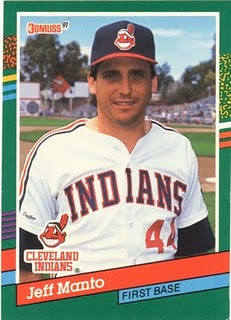 DONRUSS 91
INDIANS
44
CLEVELAND
INDIANS®
Jeff Manto
FIRST BASE